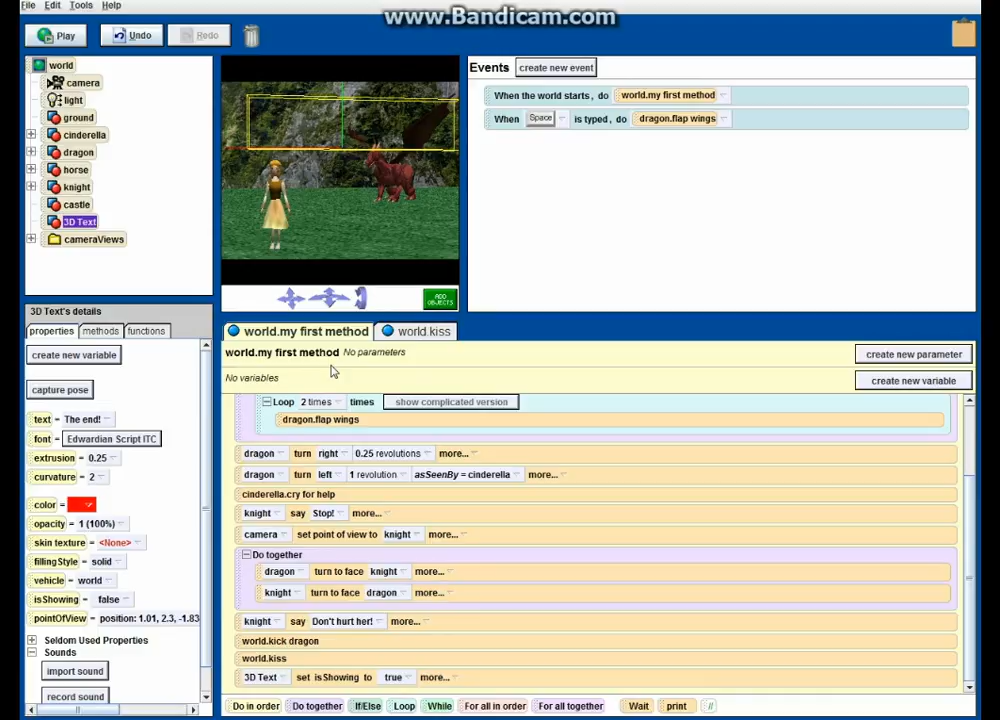 www.Bandicam.com
File Edit Tools Help
Play Undo Redo
world
camera
light
ground
cinderella
dragon
horse
knight
castle
3D Text
cameraViews
ADD OBJECTS
Events create new event
When the world starts, do world.my first method
When Space is typed, do dragon.flap wings
3D Text's details
properties methods functions
create new variable
capture pose
text = The end!
font = Edwardian Script ITC
extrusion = 0.25
curvature = 2
color =
opacity = 1 (100%)
skin texture = <None>
fillingStyle = solid
vehicle = world
isShowing = false
pointOfView = position: 1.01, 2.3, -1.83
Seldom Used Properties
Sounds
import sound
record sound
world.my first method world.kiss
world.my first method No parameters create new parameter
No variables create new variable
Loop 2 times times show complicated version
dragon.flap wings
dragon turn right 0.25 revolutions more...
dragon turn left 1 revolution asSeenBy = cinderella more...
cinderella.cry for help
knight say Stop! more...
camera set point of view to knight more...
Do together
dragon turn to face knight more...
knight turn to face dragon more...
knight say Don't hurt her! more...
world.kick dragon
world.kiss
3D Text set isShowing to true more...
Do in order Do together If/Else Loop While For all in order For all together Wait print //